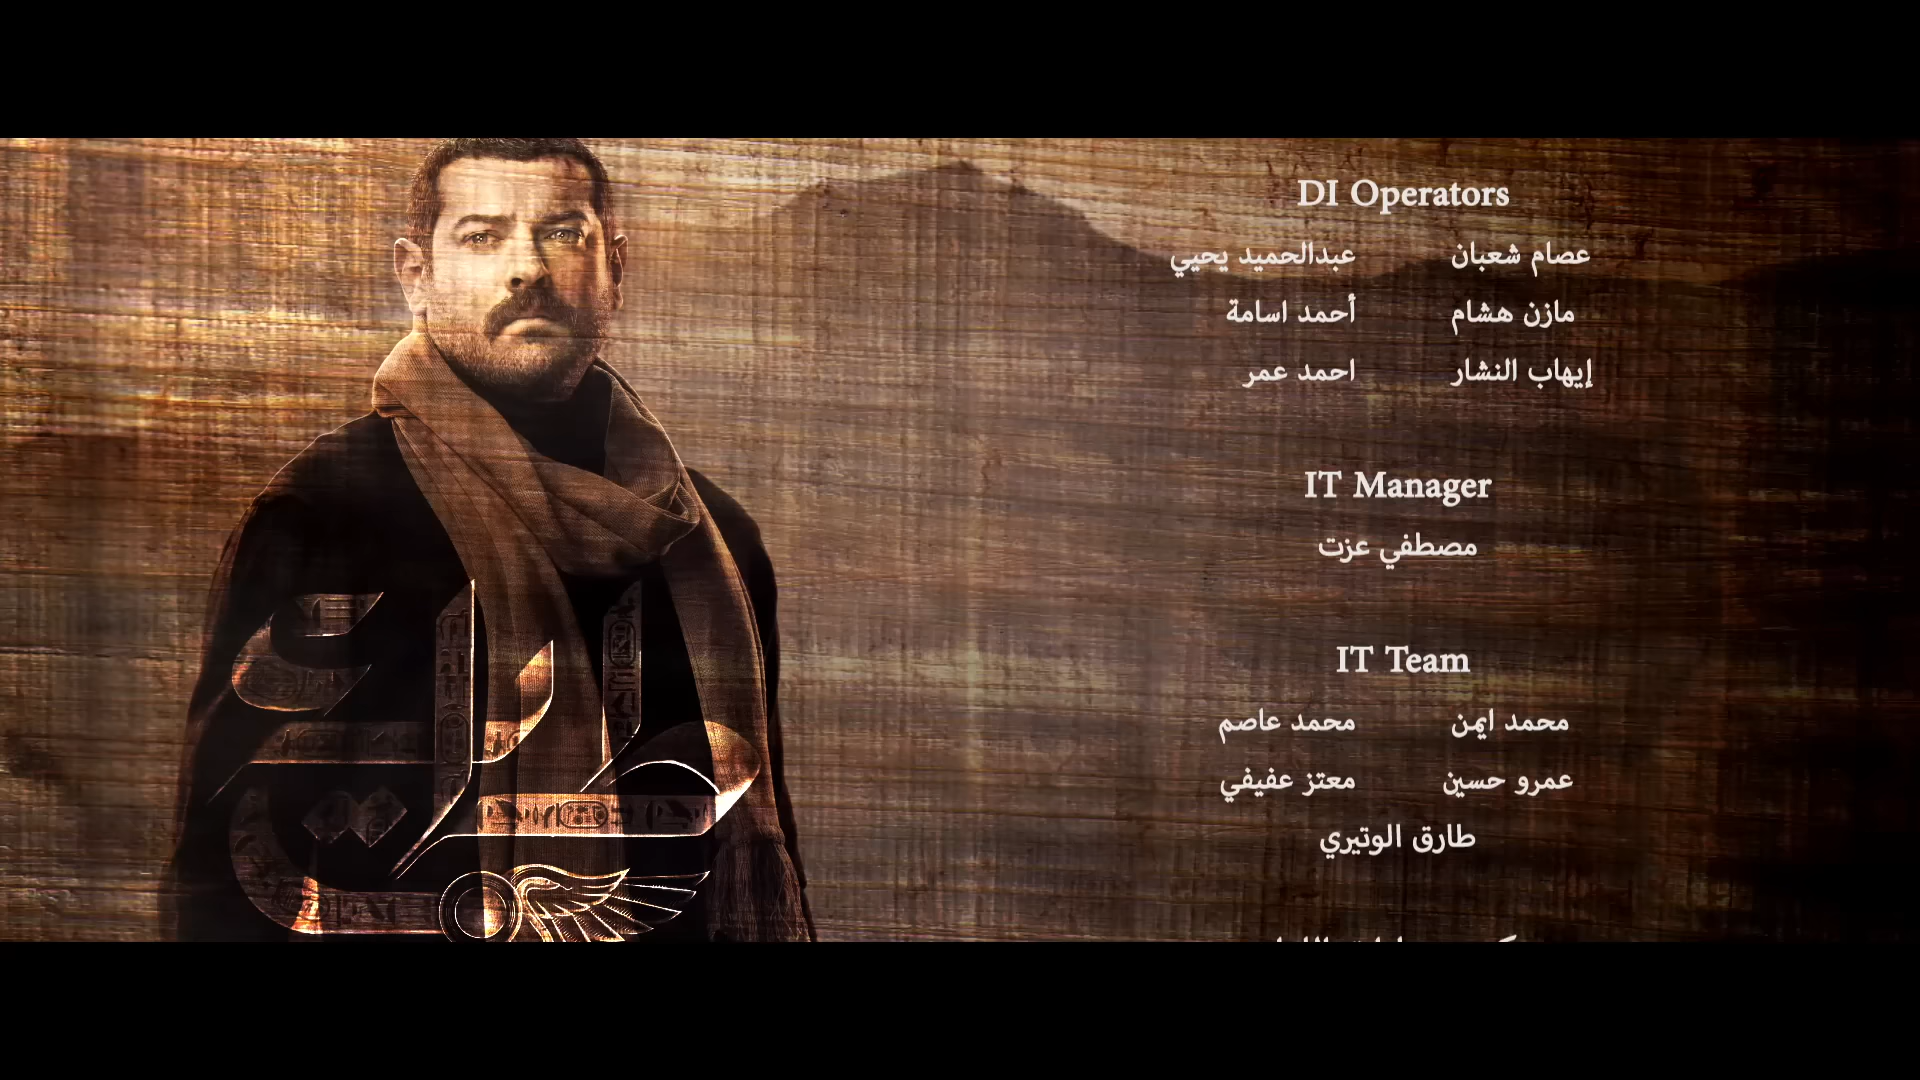 DI Operators
عصام شعبان عبدالحميد يحيي
مازن هشام أحمد اسامة
إيهاب النشار احمد عمر
IT Manager
مصطفي عزت
IT Team
محمد ايمن محمد عاصم
عمرو حسين معتز عفيفي
طارق الوتيري